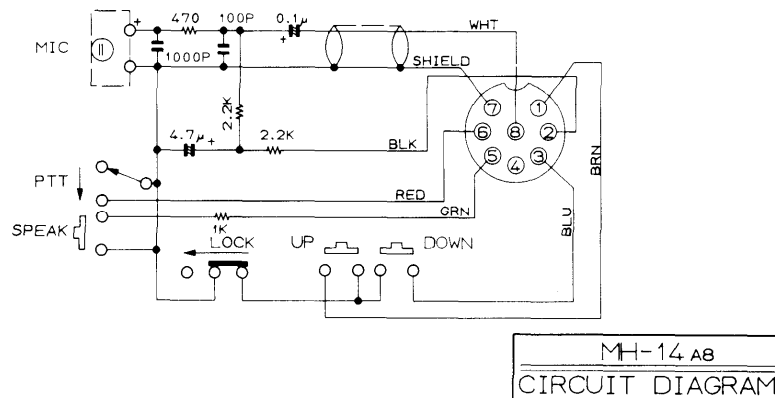 470
100P
0.1μ
+
+
WHT
MIC
1000P
SHIELD
2.2K
7
1
4.7μ +
2.2K
BLK
6
8
2
BRN
5
4
3
PTT
RED
GRN
BLU
SPEAK
1K
LOCK
UP
DOWN
MH-14 A8
CIRCUIT DIAGRAM